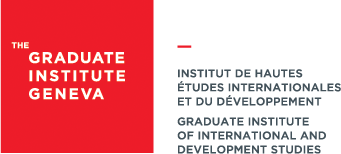 THE
GRADUATE
INSTITUTE
GENEVA
INSTITUT DE HAUTES
ÉTUDES INTERNATIONALES
ET DU DÉVELOPPEMENT
GRADUATE INSTITUTE
OF INTERNATIONAL AND
DEVELOPMENT STUDIES